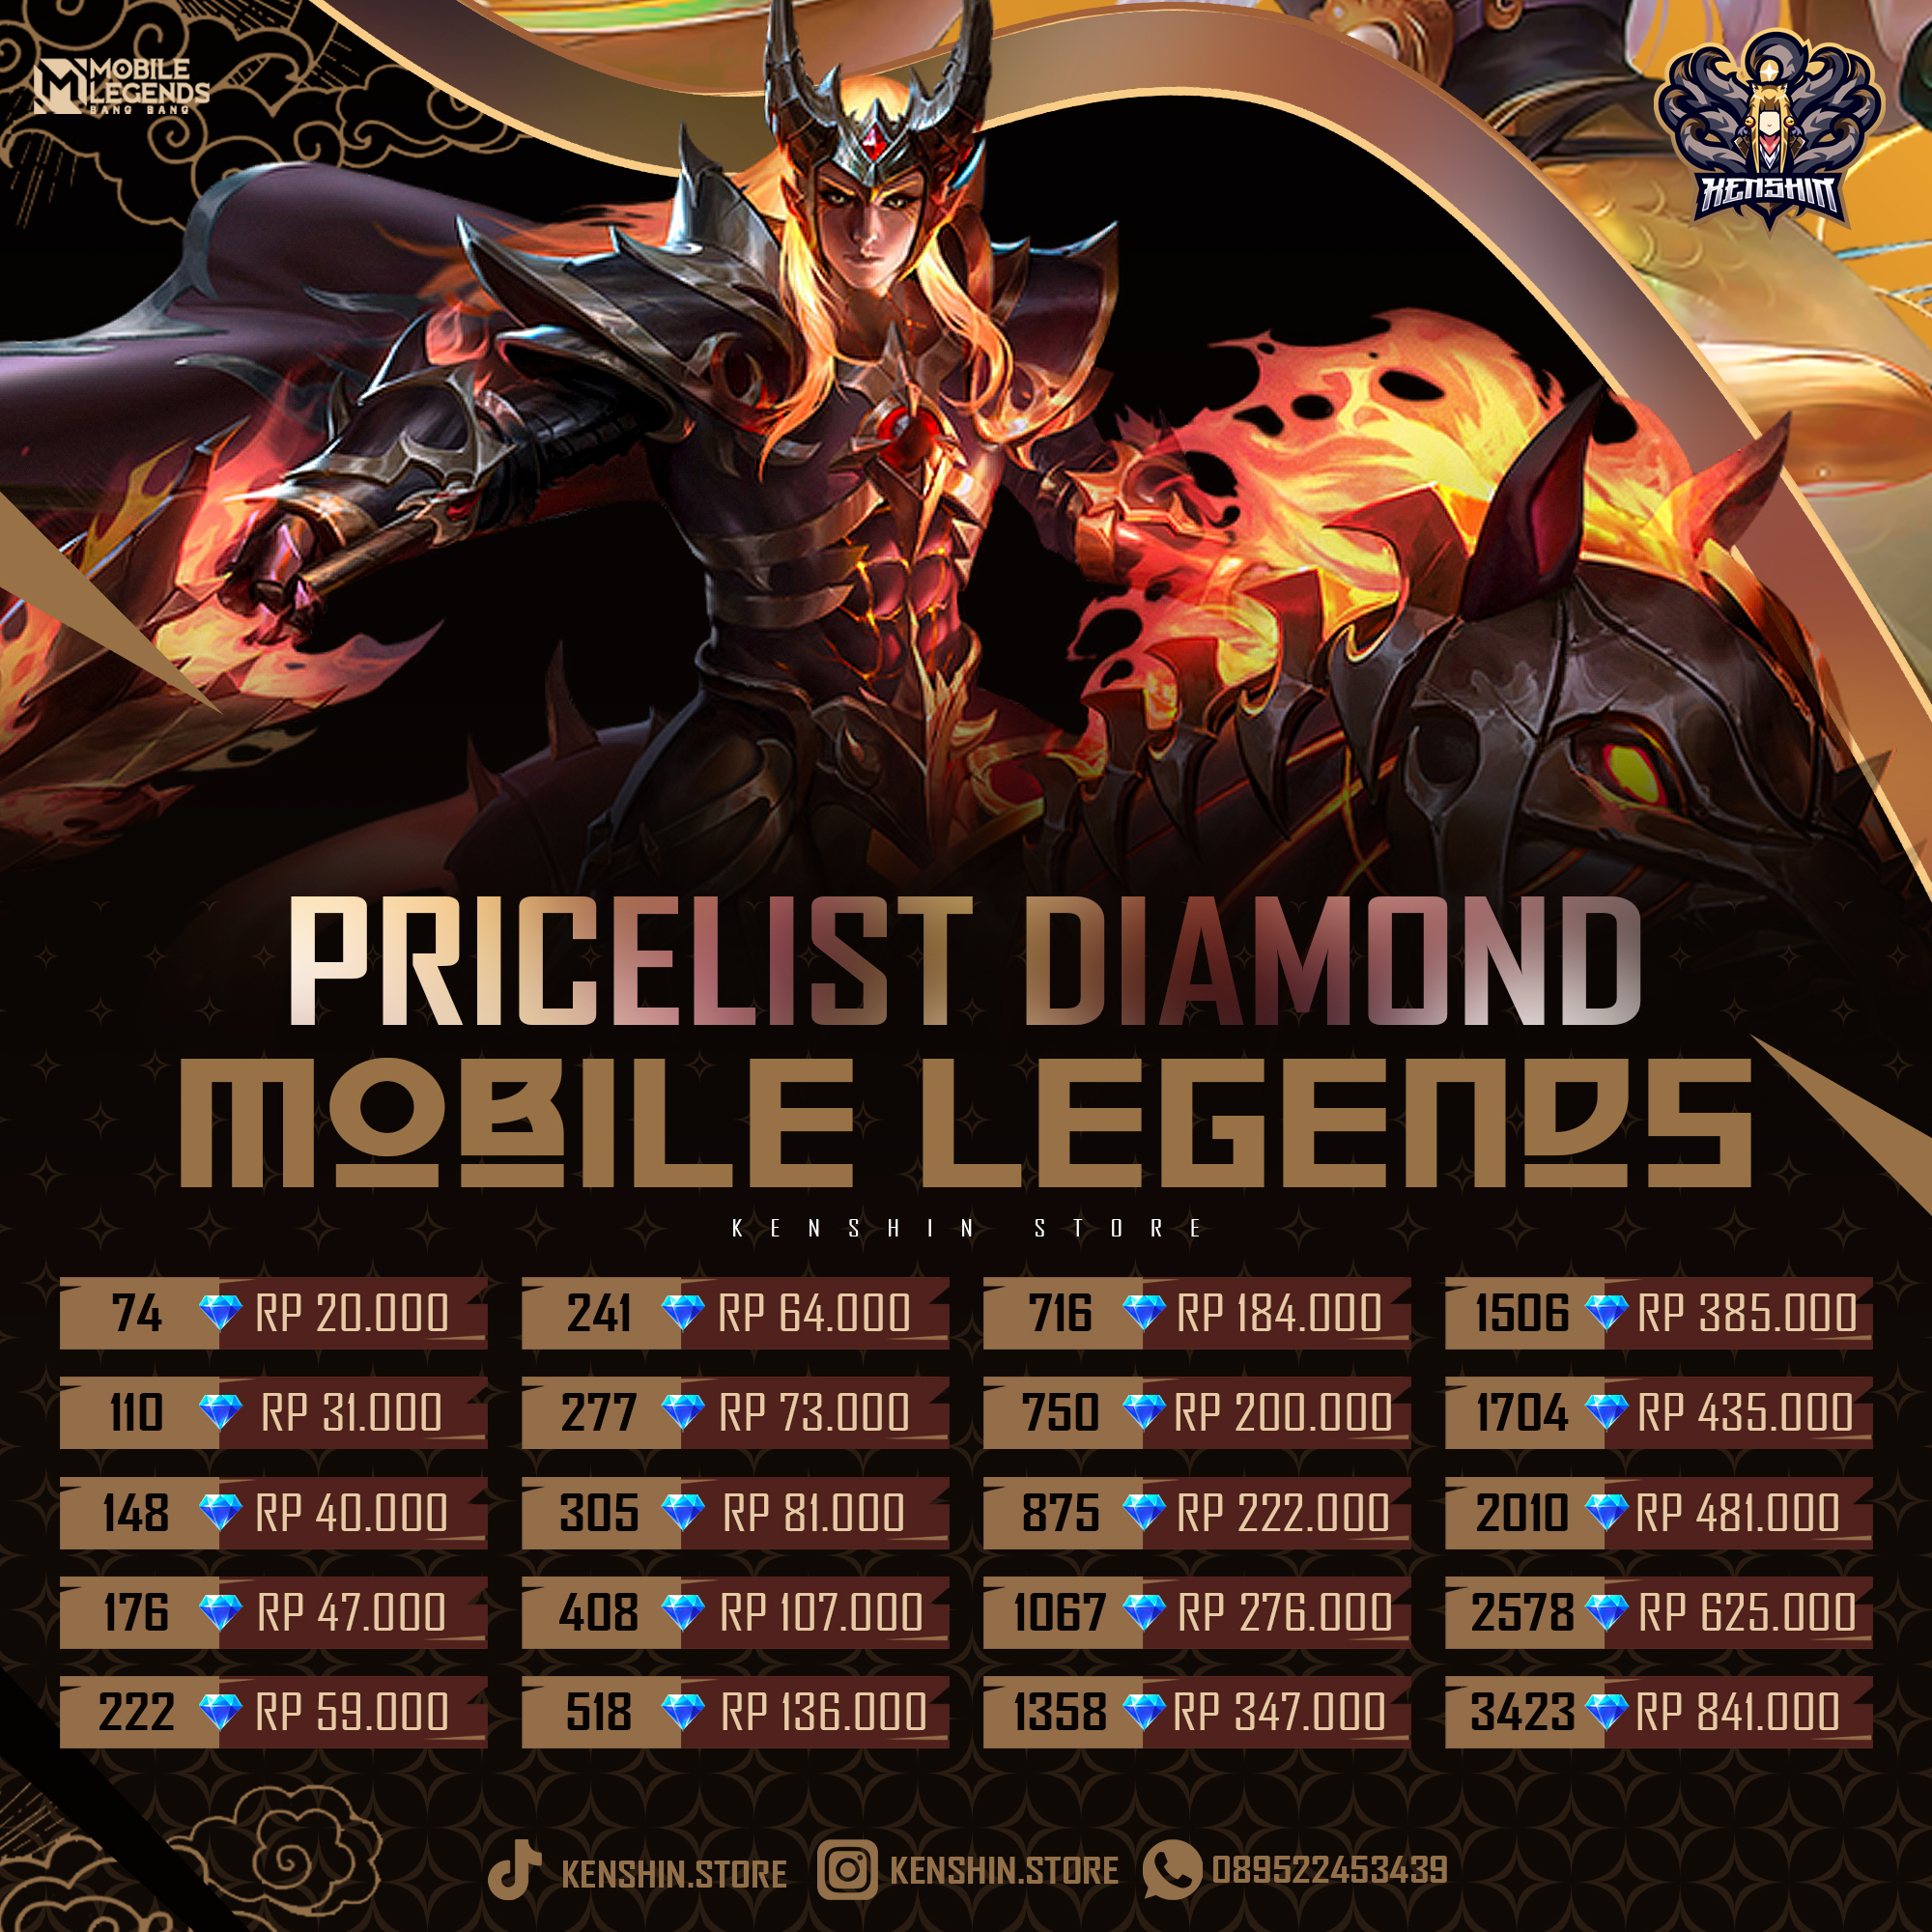 MOBILE
LEGENDS
BANG BANG
KENSHIN
PRICELIST DIAMOND
MOBILE LEGENDS
KENSHIN STORE
74 RP 20.000
110 RP 31.000
148 RP 40.000
176 RP 47.000
222 RP 59.000
241 RP 64.000
277 RP 73.000
305 RP 81.000
408 RP 107.000
518 RP 136.000
716 RP 184.000
750 RP 200.000
875 RP 222.000
1067 RP 276.000
1358 RP 347.000
1506 RP 385.000
1704 RP 435.000
2010 RP 481.000
2578 RP 625.000
3423 RP 841.000
KENSHIN.STORE
KENSHIN.STORE
089522453439